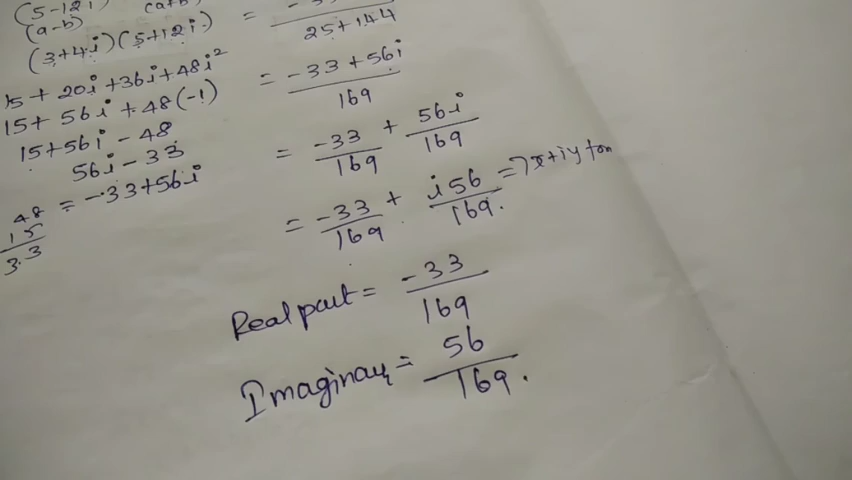 (5-12i) (a+b)
(a-b)
(3+4i)(5+12i)
15 + 20i + 36i + 48i²
15 + 56i + 48(-1)
15 + 56i - 48
56i - 33
= -33 + 56i
48
15
33
=
25+144
= -33 + 56i
169
= -33 + 56i
169 169
= -33 + i56 => x+iy
169 169.
Real part = -33
169
Imaginary = 56
169.